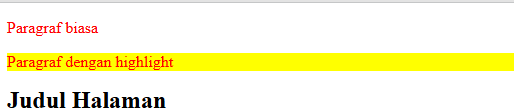 Paragraf biasa
Paragraf dengan highlight
Judul Halaman